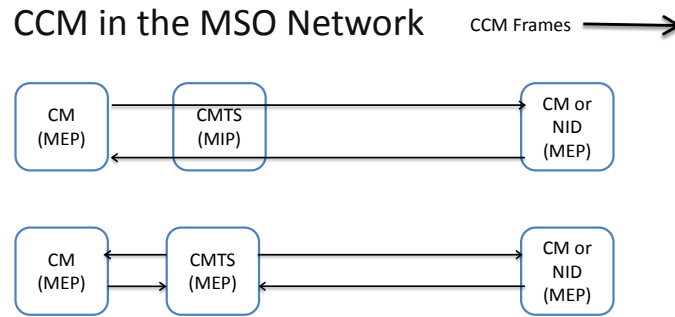 CCM in the MSO Network
CCM Frames
CM
(MEP)
CMTS
(MIP)
CM or
NID
(MEP)
CM
(MEP)
CMTS
(MEP)
CM or
NID
(MEP)